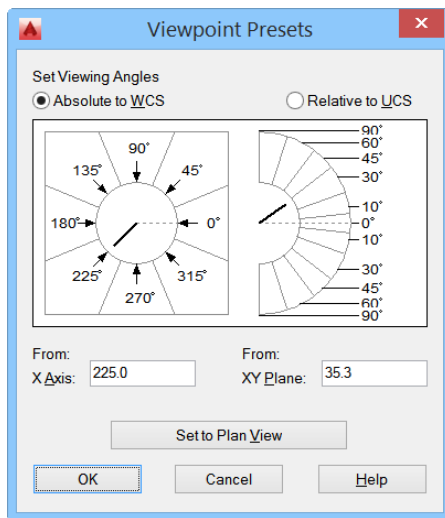 Viewpoint Presets
Set Viewing Angles
Absolute to WCS
Relative to UCS
90°
135°
45°
180°
0°
225°
315°
270°
90°
60°
45°
30°
10°
0°
10°
30°
45°
60°
90°
From:
X Axis: 225.0
From:
XY Plane: 35.3
Set to Plan View
OK
Cancel
Help